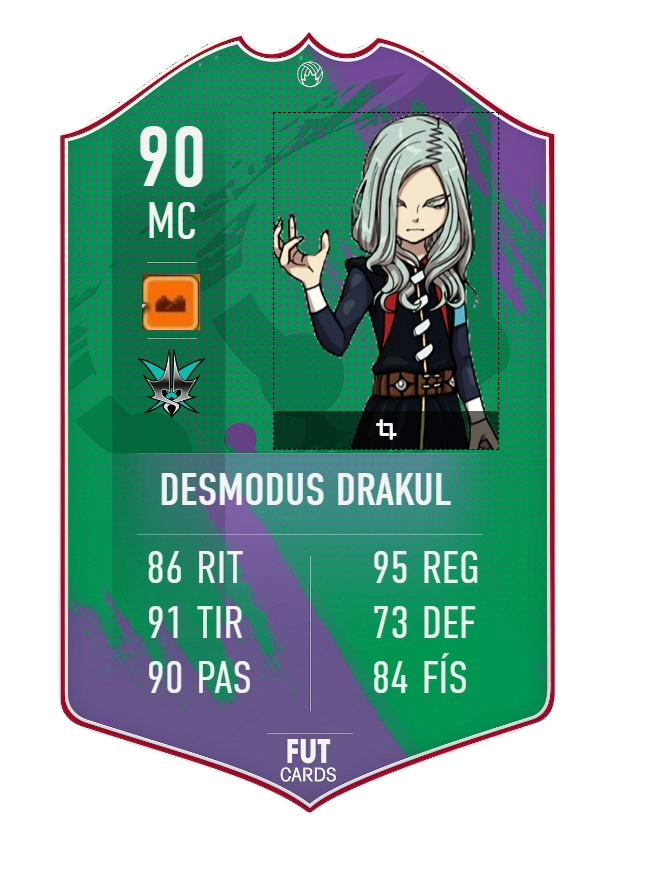 90
MC
DESMODUS DRAKUL
86 RIT
95 REG
91 TIR
73 DEF
90 PAS
84 FÍS
FUT
CARDS